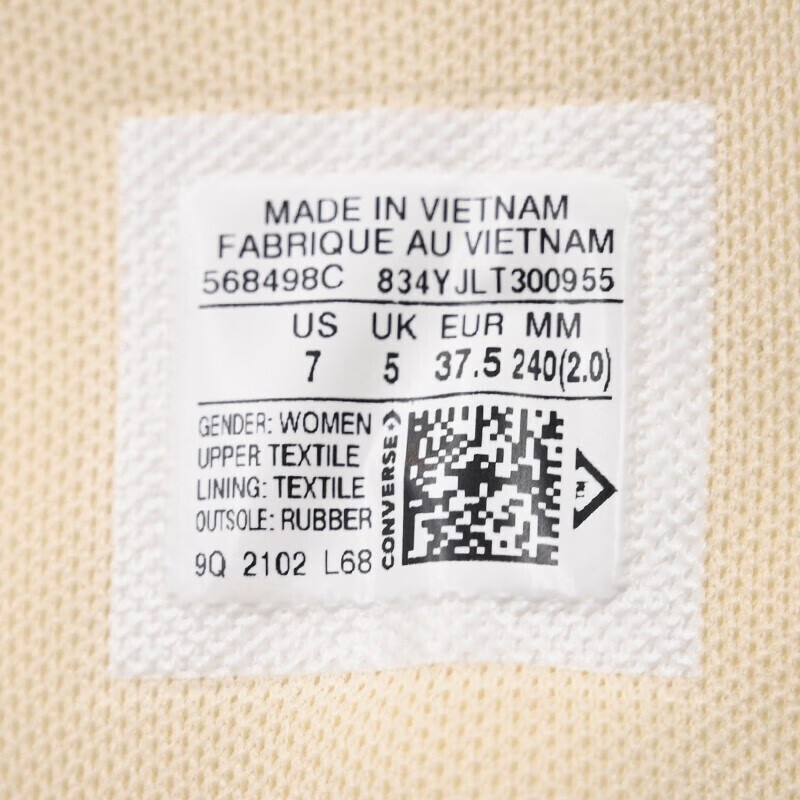 MADE IN VIETNAM
FABRIQUE AU VIETNAM
568498C 834YJLT300955
US UK EUR MM
7 5 37.5 240(2.0)
GENDER: WOMEN
UPPER TEXTILE
LINING: TEXTILE
OUTSOLE: RUBBER
9Q 2102 L68
CONVERSE
TM